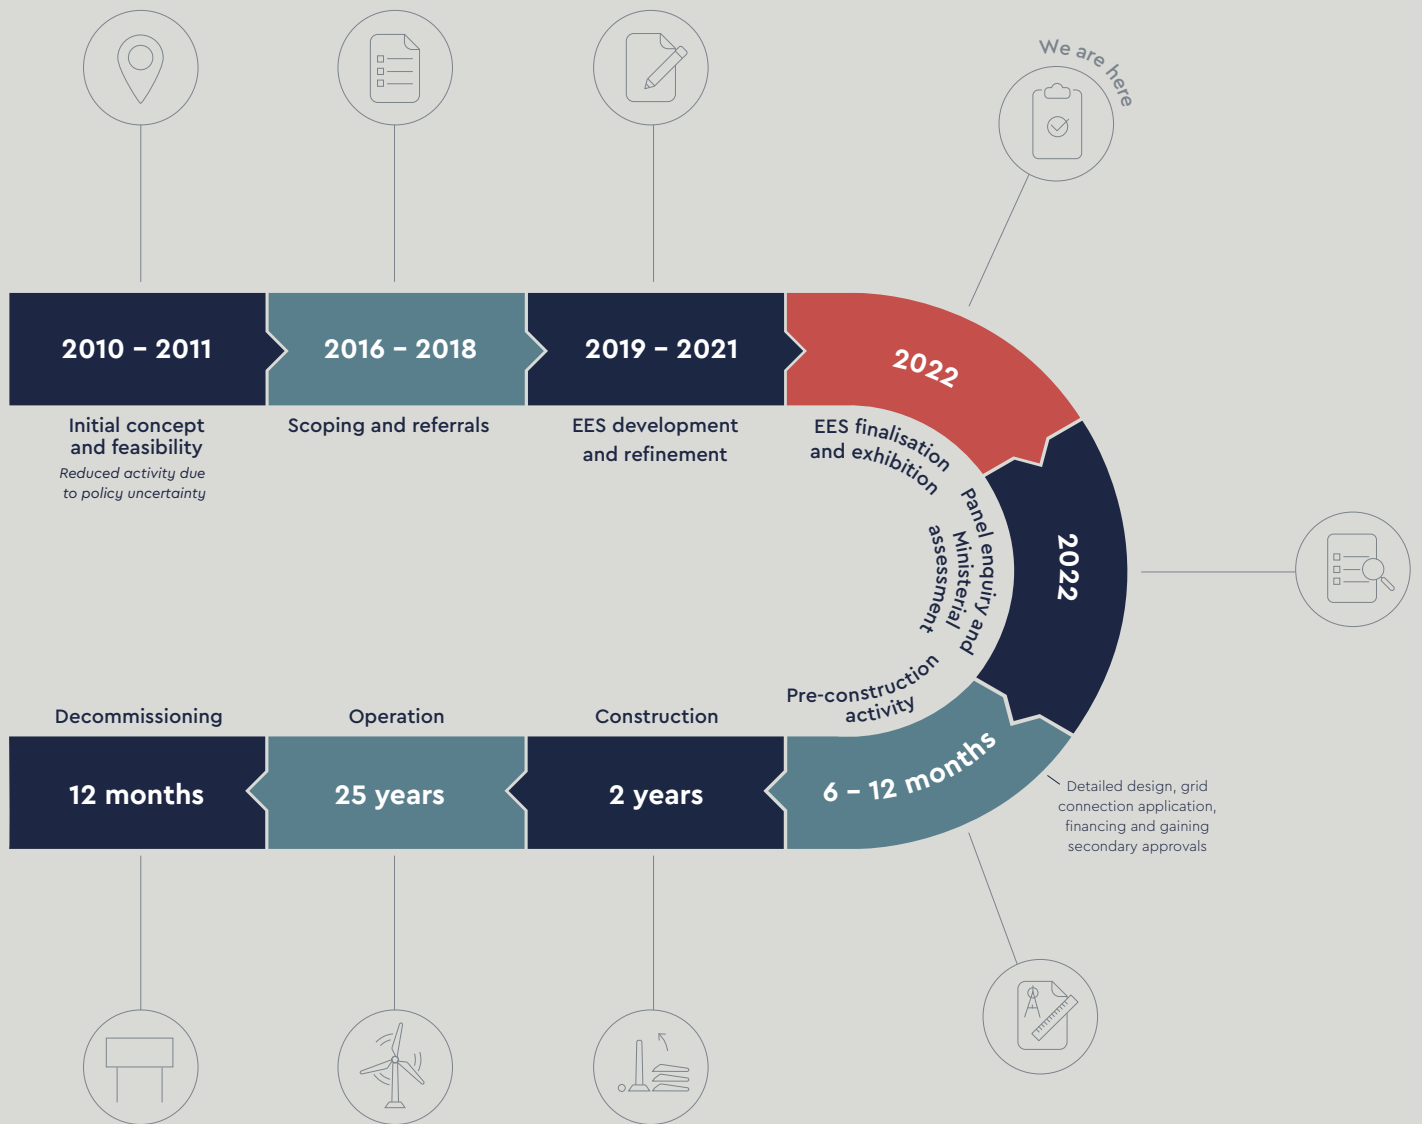 We are here
2010 – 2011
2016 – 2018
2019 – 2021
2022
Initial concept
and feasibility
Reduced activity due
to policy uncertainty
Scoping and referrals
EES development
and refinement
EES finalisation
and exhibition
2022
Panel enquiry and
Ministerial
assessment
Pre-construction
activity
6 – 12 months
Detailed design, grid
connection application,
financing and gaining
secondary approvals
Construction
2 years
Operation
25 years
Decommissioning
12 months